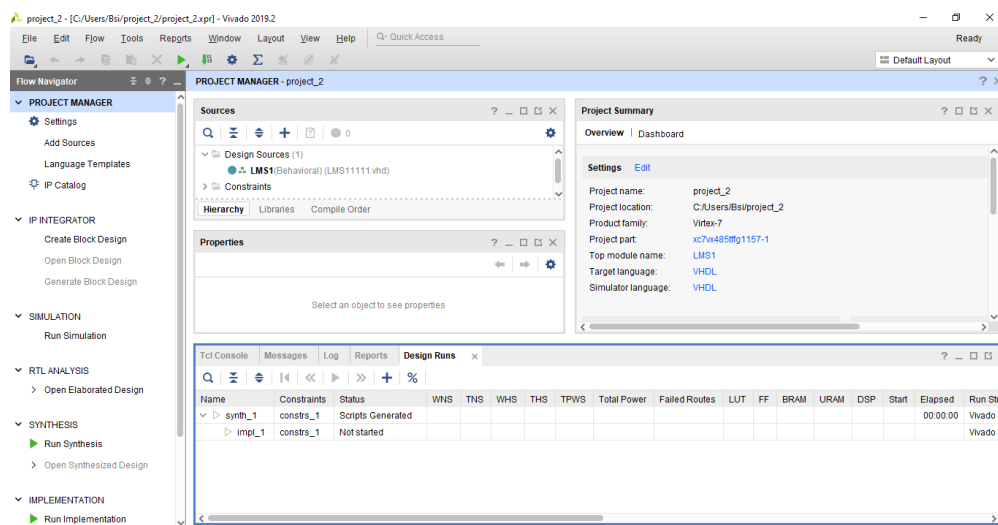 project_2 - [C:/Users/Bsi/project_2/project_2.xpr] - Vivado 2019.2
File Edit Flow Tools Reports Window Layout View Help Quick Access Ready
Default Layout
Flow Navigator
PROJECT MANAGER
Settings
Add Sources
Language Templates
IP Catalog
IP INTEGRATOR
Create Block Design
Open Block Design
Generate Block Design
SIMULATION
Run Simulation
RTL ANALYSIS
Open Elaborated Design
SYNTHESIS
Run Synthesis
Open Synthesized Design
IMPLEMENTATION
Run Implementation
PROJECT MANAGER - project_2
Sources
0
Design Sources (1)
LMS1(Behavioral) (LMS11111.vhd)
Constraints
Hierarchy Libraries Compile Order
Properties
Select an object to see properties
Project Summary
Overview | Dashboard
Settings Edit
Project name: project_2
Project location: C:/Users/Bsi/project_2
Product family: Virtex-7
Project part: xc7vx485tffg1157-1
Top module name: LMS1
Target language: VHDL
Simulator language: VHDL
Tcl Console Messages Log Reports Design Runs
Name Constraints Status WNS TNS WHS THS TPWS Total Power Failed Routes LUT FF BRAM URAM DSP Start Elapsed Run Str
synth_1 constrs_1 Scripts Generated 00:00:00 Vivado
impl_1 constrs_1 Not started Vivado